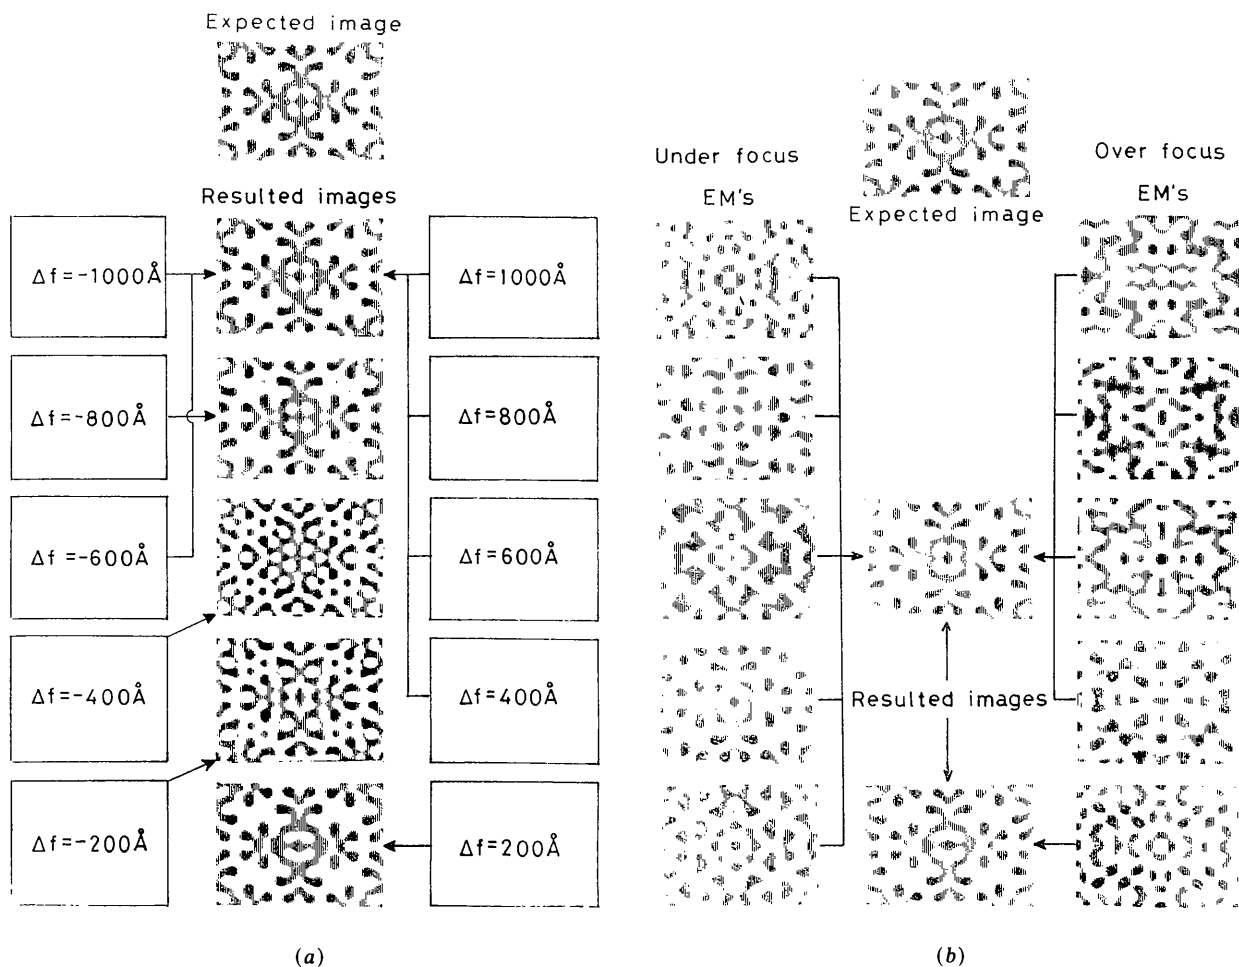 Expected image
Resulted images
Δf=-1000Å
Δf=1000Å
Δf=-800Å
Δf=800Å
Δf=-600Å
Δf=600Å
Δf=-400Å
Δf=400Å
Δf=-200Å
Δf=200Å
(a)
Under focus
EM's
Expected image
Over focus
EM's
Resulted images
(b)